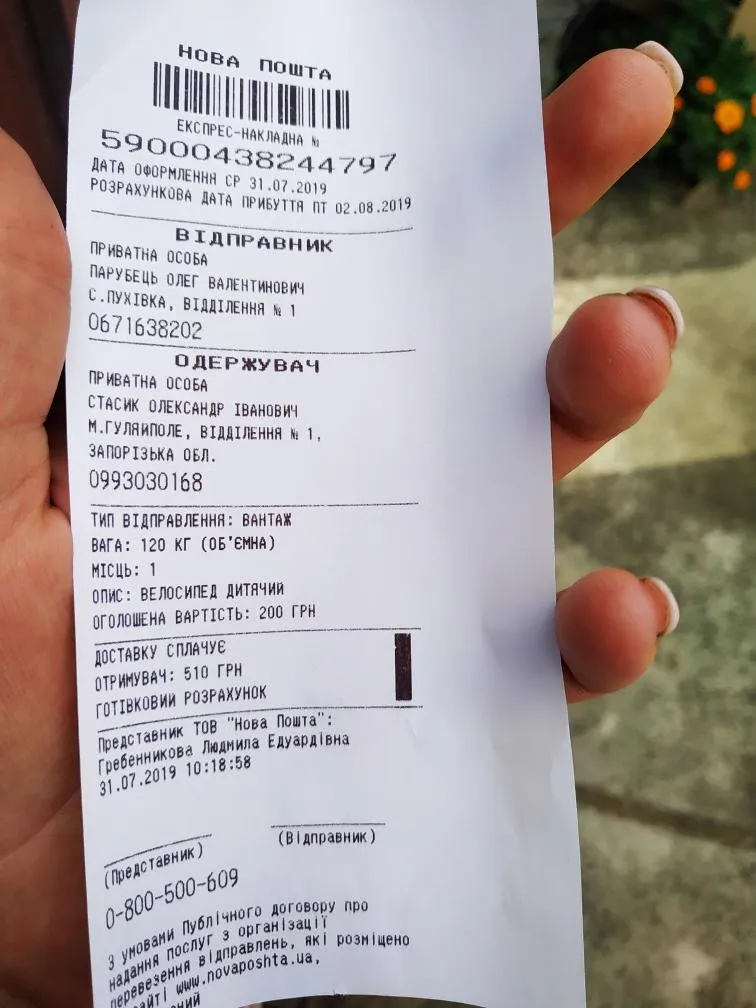 НОВА ПОШТА
ЕКСПРЕС-НАКЛАДНА №
59000438244797
ДАТА ОФОРМЛЕННЯ СР 31.07.2019
РОЗРАХУНКОВА ДАТА ПРИБУТТЯ ПТ 02.08.2019
ВІДПРАВНИК
ПРИВАТНА ОСОБА
ПАРУБЕЦЬ ОЛЕГ ВАЛЕНТИНОВИЧ
С.ПУХІВКА, ВІДДІЛЕННЯ № 1
0671638202
ОДЕРЖУВАЧ
ПРИВАТНА ОСОБА
СТАСИК ОЛЕКСАНДР ІВАНОВИЧ
М.ГУЛЯЙПОЛЕ, ВІДДІЛЕННЯ № 1,
ЗАПОРІЗЬКА ОБЛ.
0993030168
ТИП ВІДПРАВЛЕННЯ: ВАНТАЖ
ВАГА: 120 КГ (ОБ'ЄМНА)
МІСЦЬ: 1
ОПИС: ВЕЛОСИПЕД ДИТЯЧИЙ
ОГОЛОШЕНА ВАРТІСТЬ: 200 ГРН
ДОСТАВКУ СПЛАЧУЄ
ОТРИМУВАЧ: 510 ГРН
ГОТІВКОВИЙ РОЗРАХУНОК
Представник ТОВ "Нова Пошта":
Гребенникова Людмила Едуардівна
31.07.2019 10:18:58
(Представник) (Відправник)
0-800-500-609
З умовами Публічного договору про
надання послуг з організації
перевезення відправлень, які розміщено
сайті www.novaposhta.ua,